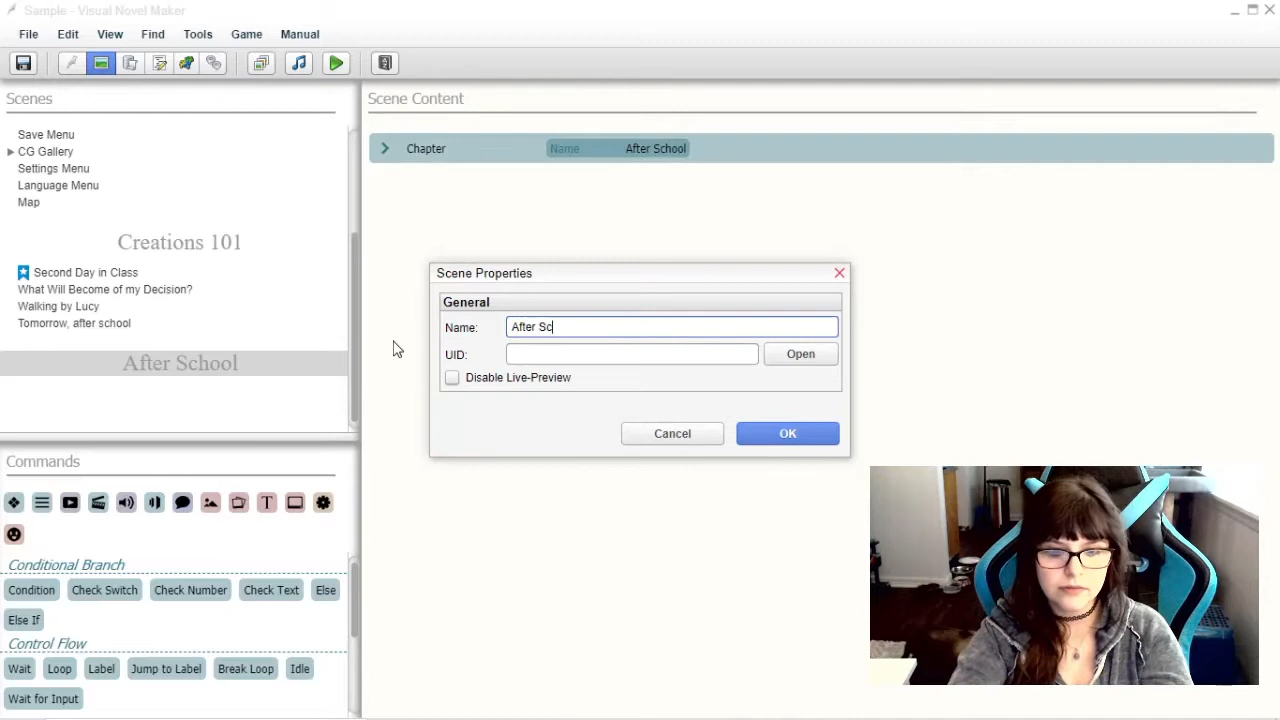 Sample - Visual Novel Maker
File Edit View Find Tools Game Manual
Scenes
Save Menu
CG Gallery
Settings Menu
Language Menu
Map
Creations 101
Second Day in Class
What Will Become of my Decision?
Walking by Lucy
Tomorrow, after school
After School
Commands
T
Conditional Branch
Condition Check Switch Check Number Check Text Else
Else If
Control Flow
Wait Loop Label Jump to Label Break Loop Idle
Wait for Input
Scene Content
Chapter Name After School
Scene Properties
General
Name: After Sc
UID: Open
Disable Live-Preview
Cancel OK